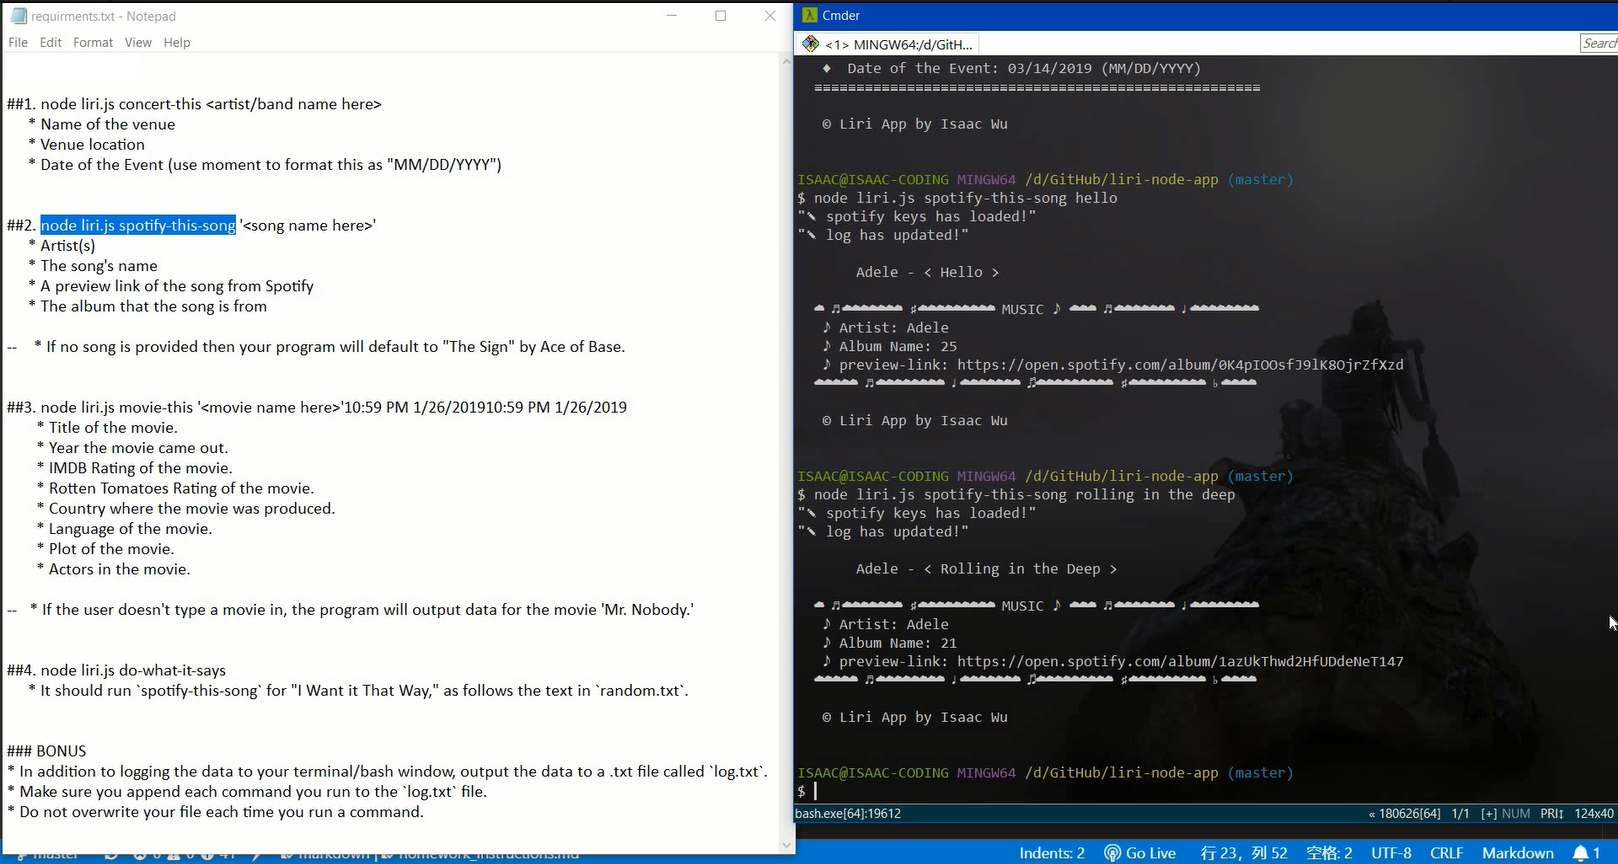 requirments.txt - Notepad
File Edit Format View Help
##1. node liri.js concert-this <artist/band name here>
* Name of the venue
* Venue location
* Date of the Event (use moment to format this as "MM/DD/YYYY")
##2. node liri.js spotify-this-song '<song name here>'
* Artist(s)
* The song's name
* A preview link of the song from Spotify
* The album that the song is from
-- * If no song is provided then your program will default to "The Sign" by Ace of Base.
##3. node liri.js movie-this '<movie name here>'10:59 PM 1/26/201910:59 PM 1/26/2019
* Title of the movie.
* Year the movie came out.
* IMDB Rating of the movie.
* Rotten Tomatoes Rating of the movie.
* Country where the movie was produced.
* Language of the movie.
* Plot of the movie.
* Actors in the movie.
-- * If the user doesn't type a movie in, the program will output data for the movie 'Mr. Nobody.'
##4. node liri.js do-what-it-says
* It should run `spotify-this-song` for "I Want it That Way," as follows the text in `random.txt`.
### BONUS
* In addition to logging the data to your terminal/bash window, output the data to a .txt file called `log.txt`.
* Make sure you append each command you run to the `log.txt` file.
* Do not overwrite your file each time you run a command.
λ Cmder
<1> MINGW64:/d/GitH...
Search
♦ Date of the Event: 03/14/2019 (MM/DD/YYYY)
© Liri App by Isaac Wu
ISAAC@ISAAC-CODING MINGW64 /d/GitHub/liri-node-app (master)
$ node liri.js spotify-this-song hello
"✎ spotify keys has loaded!"
"✎ log has updated!"
Adele - < Hello >
MUSIC ♪
♪ Artist: Adele
♪ Album Name: 25
♪ preview-link: https://open.spotify.com/album/0K4pIOOsfJ9lK8OjrZfXzd
© Liri App by Isaac Wu
ISAAC@ISAAC-CODING MINGW64 /d/GitHub/liri-node-app (master)
$ node liri.js spotify-this-song rolling in the deep
"✎ spotify keys has loaded!"
"✎ log has updated!"
Adele - < Rolling in the Deep >
MUSIC ♪
♪ Artist: Adele
♪ Album Name: 21
♪ preview-link: https://open.spotify.com/album/1azUkThwd2HfUDdeNeT147
© Liri App by Isaac Wu
ISAAC@ISAAC-CODING MINGW64 /d/GitHub/liri-node-app (master)
$
bash.exe[64]:19612 « 180626[64] 1/1 [+] NUM PRI↕ 124x40
master markdown homework_instructions.md Indents: 2 Go Live 行 23，列 52 空格: 2 UTF-8 CRLF Markdown 1